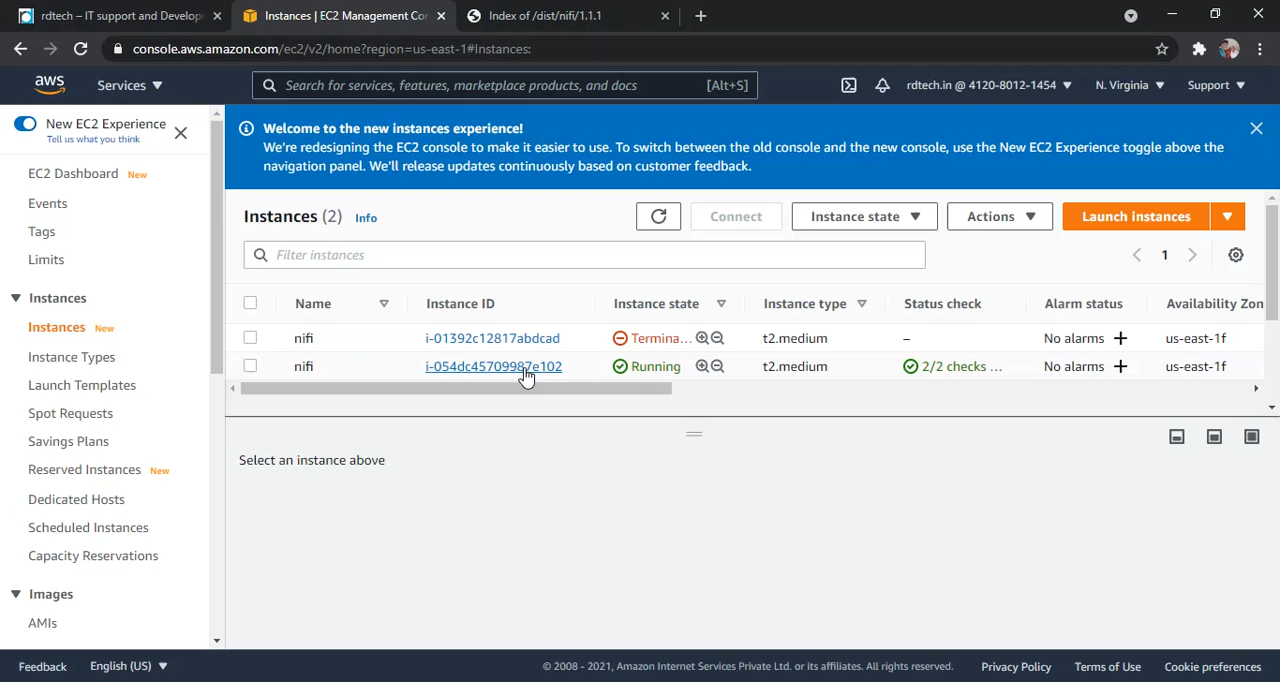 rdtech – IT support and Develop
Instances | EC2 Management Co
Index of /dist/nifi/1.1.1
console.aws.amazon.com/ec2/v2/home?region=us-east-1#Instances:
aws
Services
Search for services, features, marketplace products, and docs
[Alt+S]
rdtech.in @ 4120-8012-1454
N. Virginia
Support
New EC2 Experience
Tell us what you think
EC2 Dashboard New
Events
Tags
Limits
Instances
Instances New
Instance Types
Launch Templates
Spot Requests
Savings Plans
Reserved Instances New
Dedicated Hosts
Scheduled Instances
Capacity Reservations
Images
AMIs
Welcome to the new instances experience!
We're redesigning the EC2 console to make it easier to use. To switch between the old console and the new console, use the New EC2 Experience toggle above the
navigation panel. We'll release updates continuously based on customer feedback.
Instances (2) Info
Connect
Instance state
Actions
Launch instances
Filter instances
1
Name Instance ID Instance state Instance type Status check Alarm status Availability Zon
nifi i-01392c12817abdcad Termina... t2.medium – No alarms + us-east-1f
nifi i-054dc45709987e102 Running t2.medium 2/2 checks ... No alarms + us-east-1f
Select an instance above
Feedback
English (US)
© 2008 - 2021, Amazon Internet Services Private Ltd. or its affiliates. All rights reserved.
Privacy Policy
Terms of Use
Cookie preferences